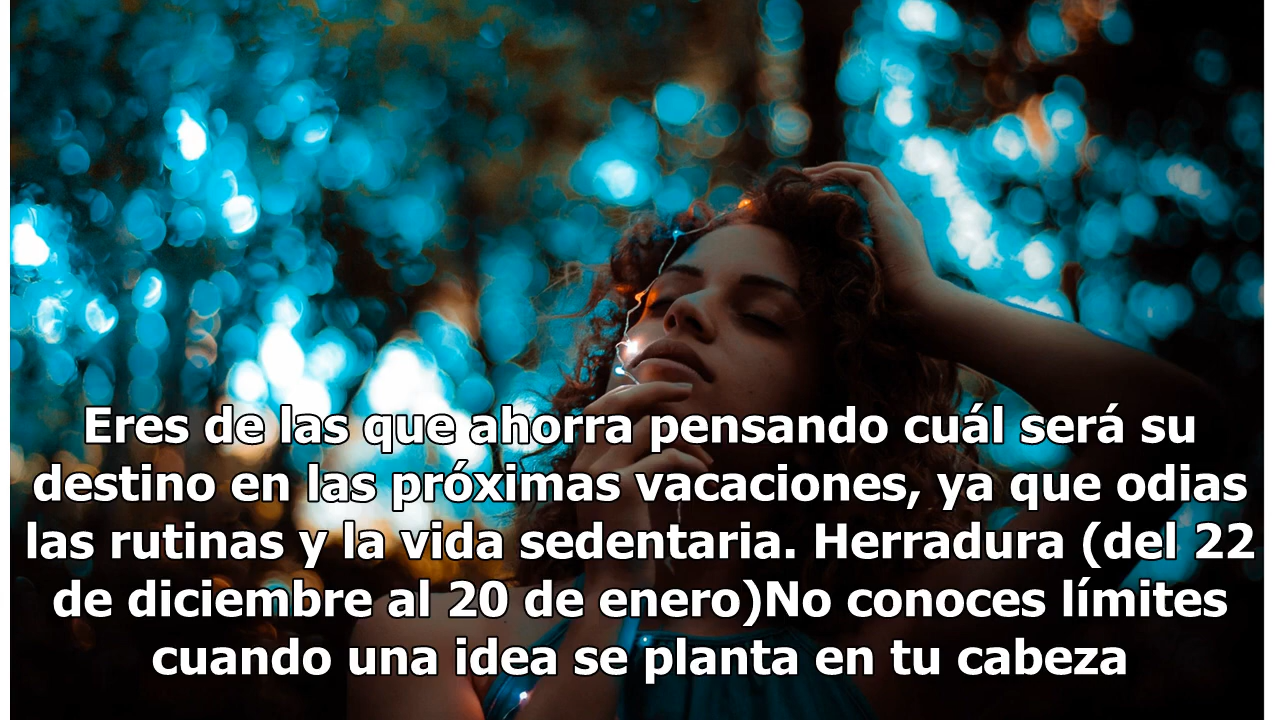 Eres de las que ahorra pensando cuál será su
destino en las próximas vacaciones, ya que odias
las rutinas y la vida sedentaria. Herradura (del 22
de diciembre al 20 de enero)No conoces límites
cuando una idea se planta en tu cabeza